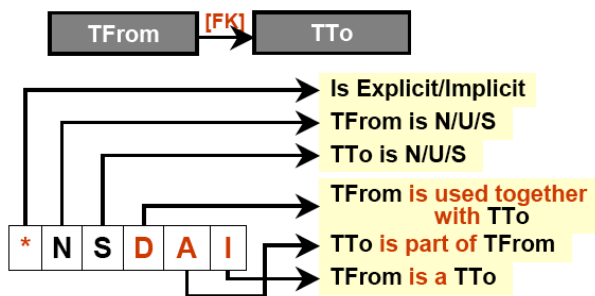 TFrom [FK] TTo
Is Explicit/Implicit
TFrom is N/U/S
TTo is N/U/S
TFrom is used together
with TTo
* N S D A I
TTo is part of TFrom
TFrom is a TTo